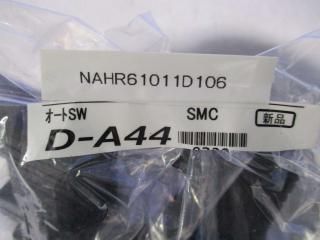 NAHR61011D106
ｵｰﾄSW SMC 新品
D-A44